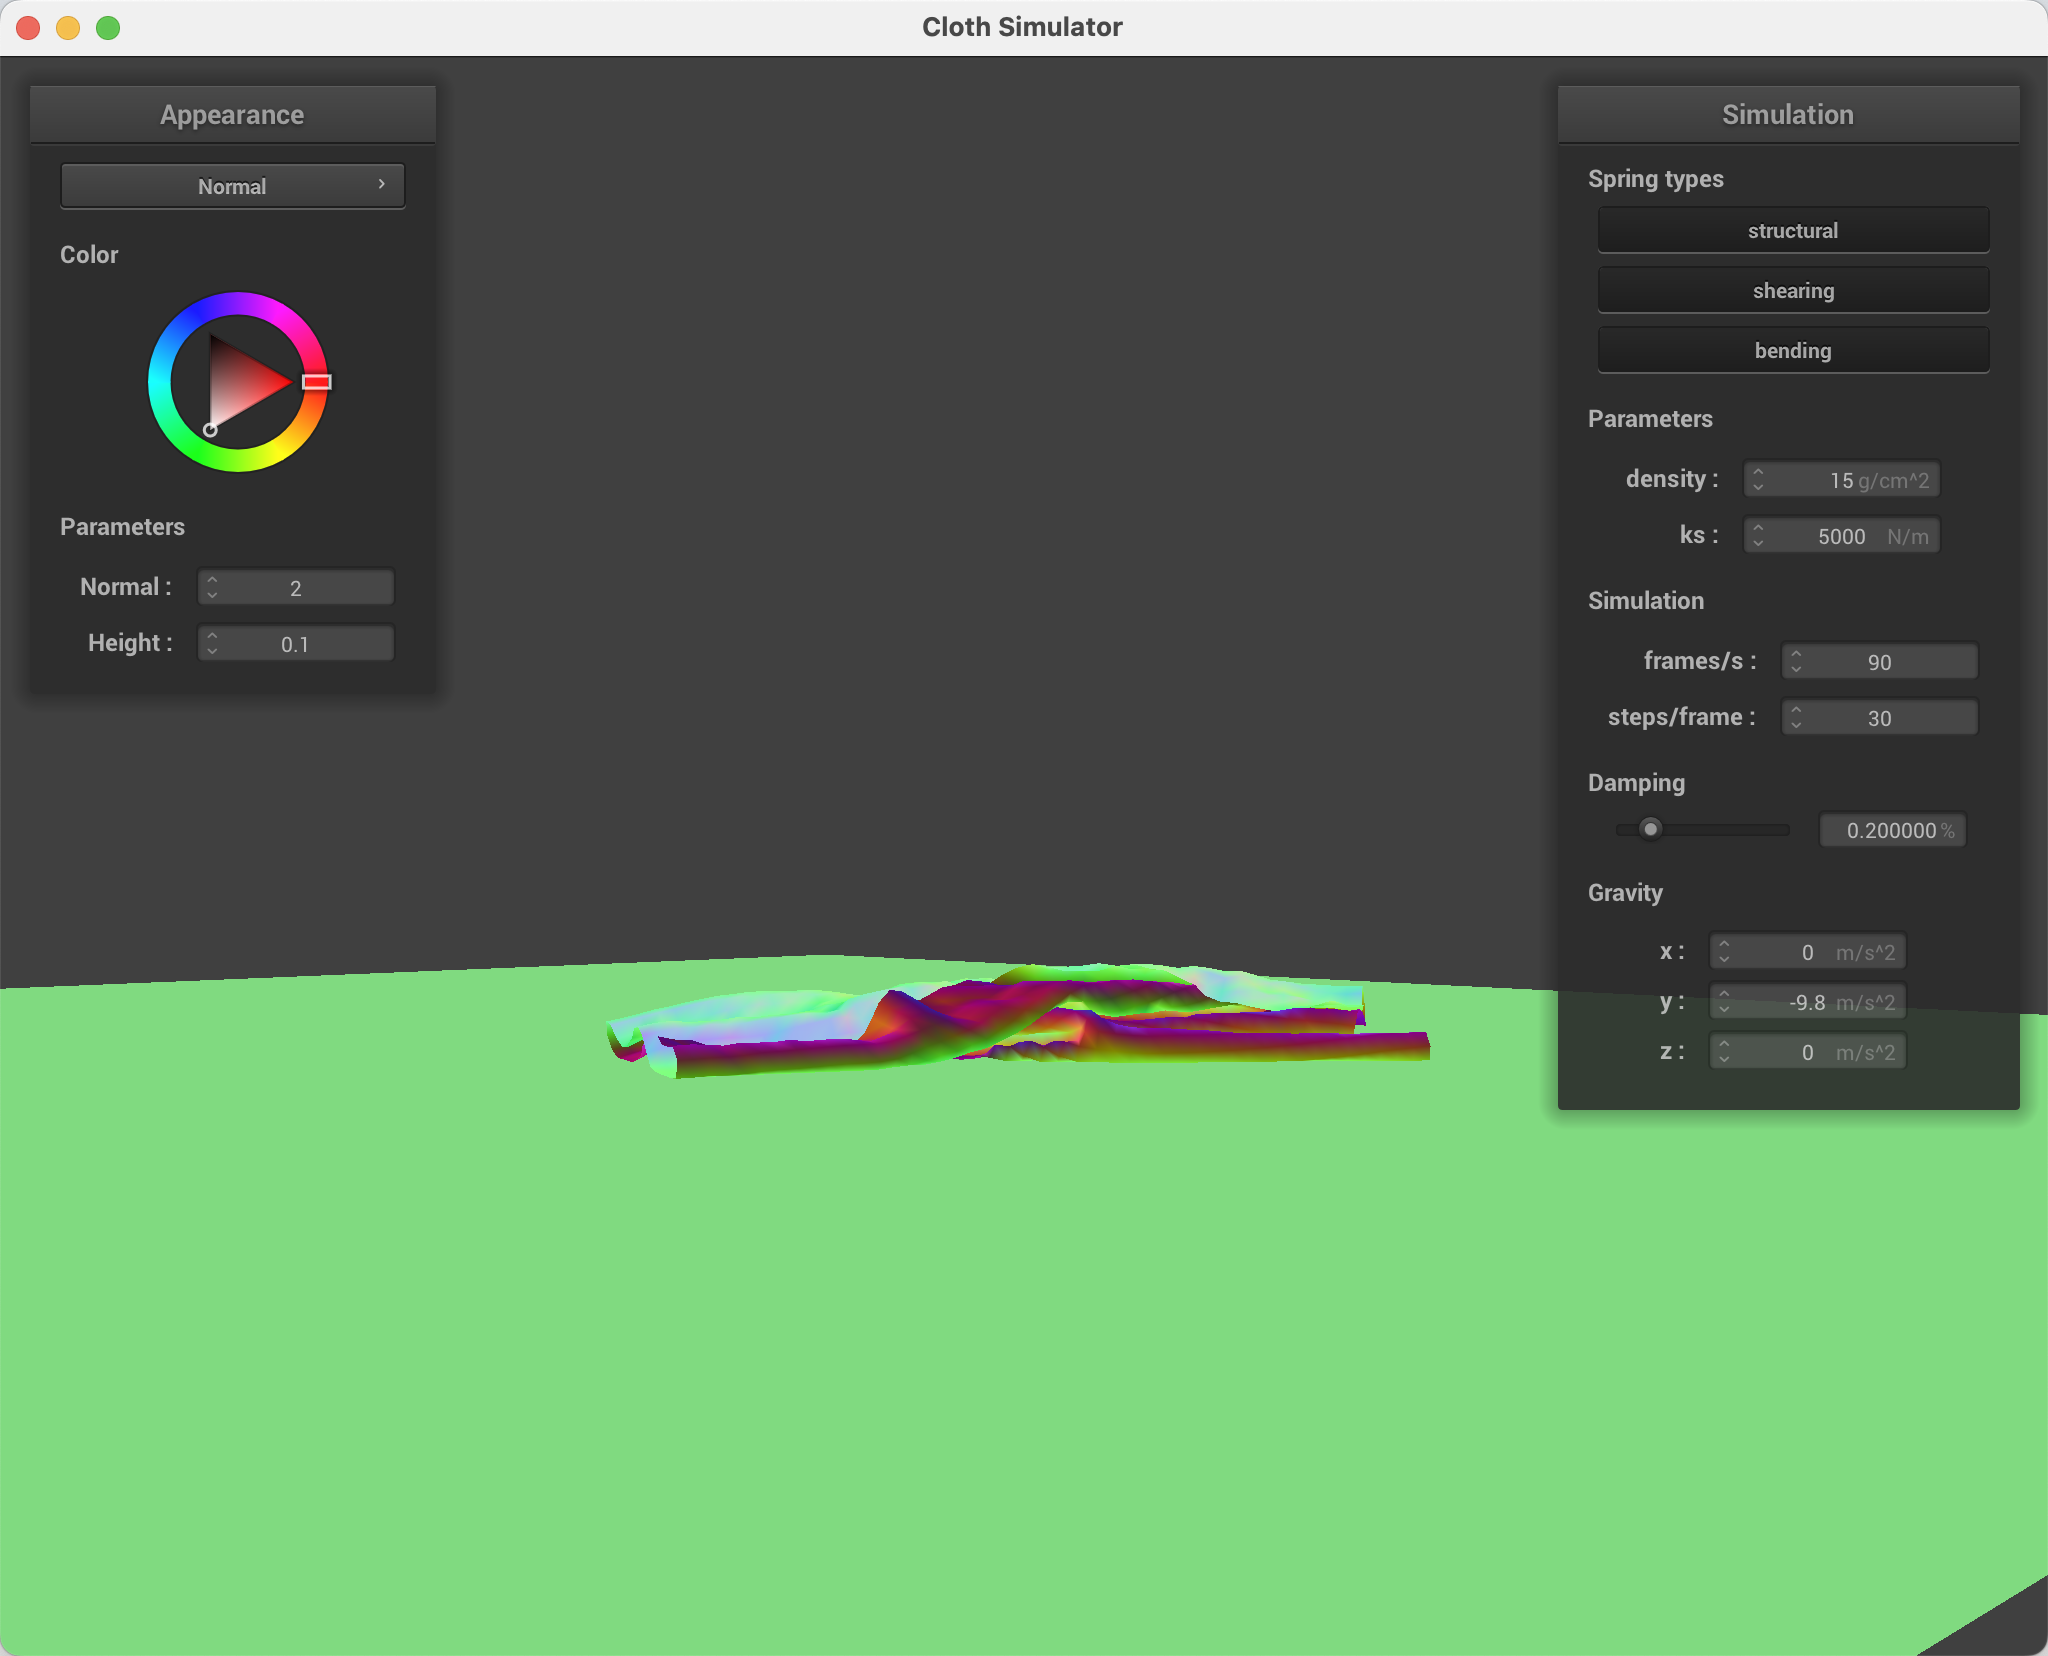 Cloth Simulator
Appearance
Normal
Color
Parameters
Normal : 2
Height : 0.1
Simulation
Spring types
structural
shearing
bending
Parameters
density : 15 g/cm^2
ks : 5000 N/m
Simulation
frames/s : 90
steps/frame : 30
Damping
0.200000 %
Gravity
x : 0 m/s^2
y : -9.8 m/s^2
z : 0 m/s^2